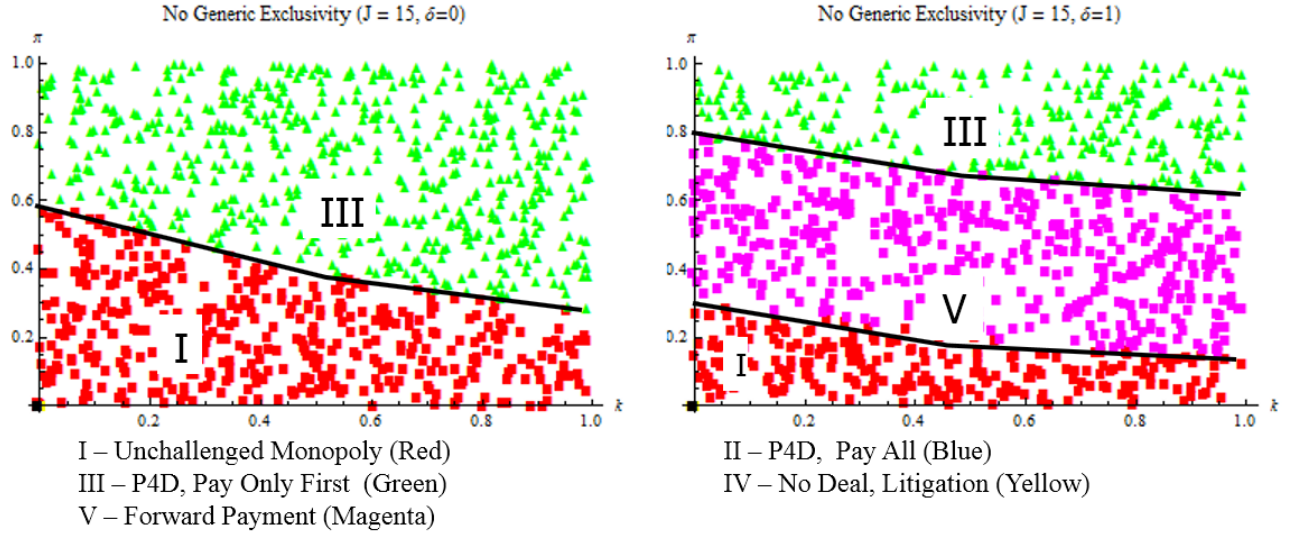 No Generic Exclusivity (J = 15, δ=0)
π
1.0
0.8
0.6
0.4
0.2
0.2
0.4
0.6
0.8
1.0
k
III
I
No Generic Exclusivity (J = 15, δ=1)
π
1.0
0.8
0.6
0.4
0.2
0.2
0.4
0.6
0.8
1.0
k
III
V
I
I – Unchallenged Monopoly (Red)
III – P4D, Pay Only First (Green)
V – Forward Payment (Magenta)
II – P4D, Pay All (Blue)
IV – No Deal, Litigation (Yellow)